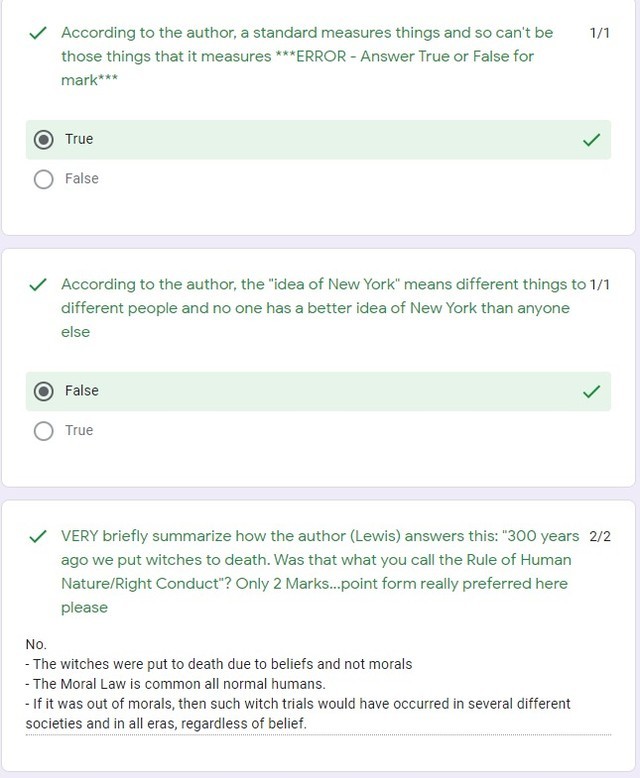 According to the author, a standard measures things and so can't be 1/1
those things that it measures ***ERROR - Answer True or False for
mark***
True
False
According to the author, the "idea of New York" means different things to 1/1
different people and no one has a better idea of New York than anyone
else
False
True
VERY briefly summarize how the author (Lewis) answers this: "300 years 2/2
ago we put witches to death. Was that what you call the Rule of Human
Nature/Right Conduct"? Only 2 Marks...point form really preferred here
please
No.
- The witches were put to death due to beliefs and not morals
- The Moral Law is common all normal humans.
- If it was out of morals, then such witch trials would have occurred in several different
societies and in all eras, regardless of belief.